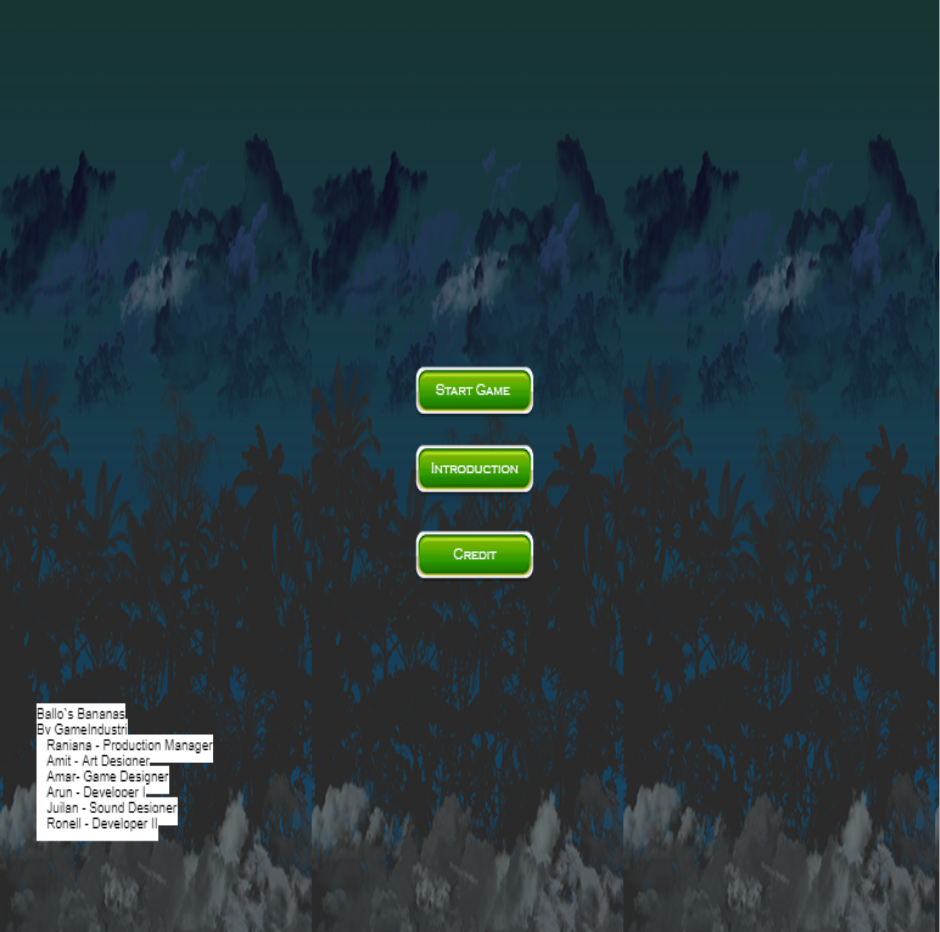 Start Game
Introduction
Credit
Ballo`s Bananas
By GameIndustri
Ranjana - Production Manager
Amit - Art Designer
Amar- Game Designer
Arun - Developer I
Juilan - Sound Designer
Ronell - Developer II